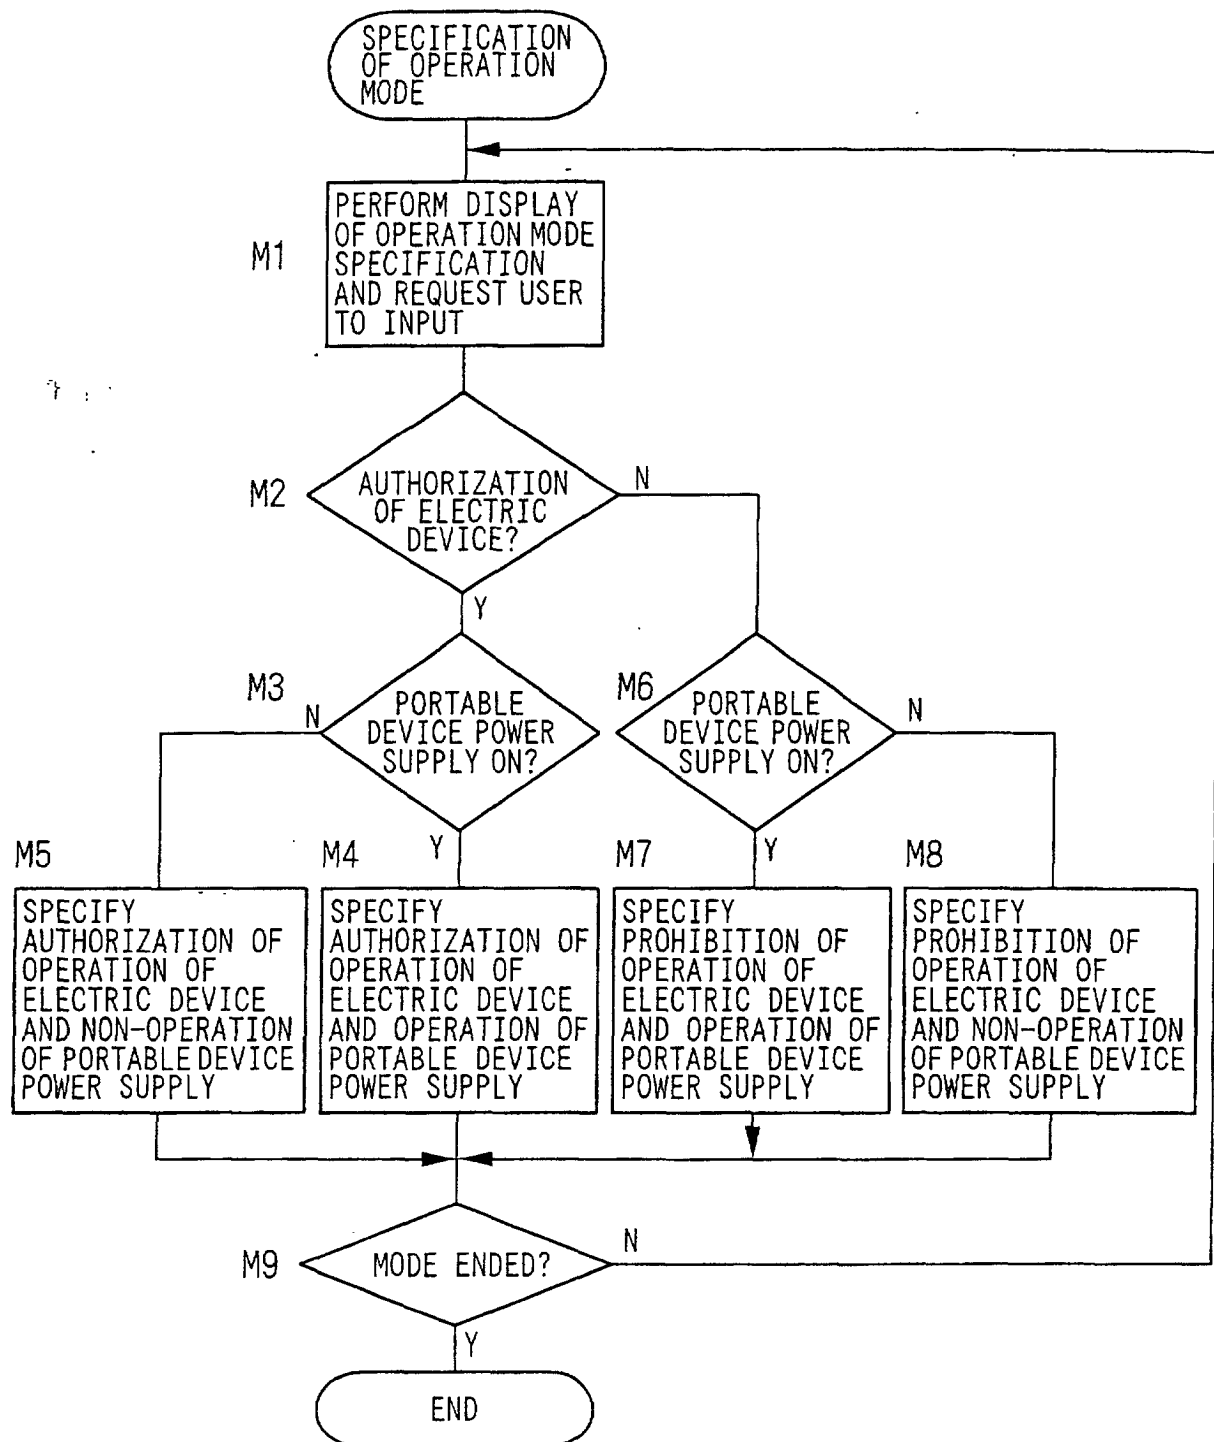 SPECIFICATION
OF OPERATION
MODE
M1
PERFORM DISPLAY
OF OPERATION MODE
SPECIFICATION
AND REQUEST USER
TO INPUT
M2
AUTHORIZATION
OF ELECTRIC
DEVICE?
N
Y
M3
N
PORTABLE
DEVICE POWER
SUPPLY ON?
Y
M6
PORTABLE
DEVICE POWER
SUPPLY ON?
N
Y
M5
SPECIFY
AUTHORIZATION OF
OPERATION OF
ELECTRIC DEVICE
AND NON-OPERATION
OF PORTABLE DEVICE
POWER SUPPLY
M4
SPECIFY
AUTHORIZATION OF
OPERATION OF
ELECTRIC DEVICE
AND OPERATION OF
PORTABLE DEVICE
POWER SUPPLY
M7
SPECIFY
PROHIBITION OF
OPERATION OF
ELECTRIC DEVICE
AND OPERATION OF
PORTABLE DEVICE
POWER SUPPLY
M8
SPECIFY
PROHIBITION OF
OPERATION OF
ELECTRIC DEVICE
AND NON-OPERATION
OF PORTABLE DEVICE
POWER SUPPLY
M9
MODE ENDED?
N
Y
END